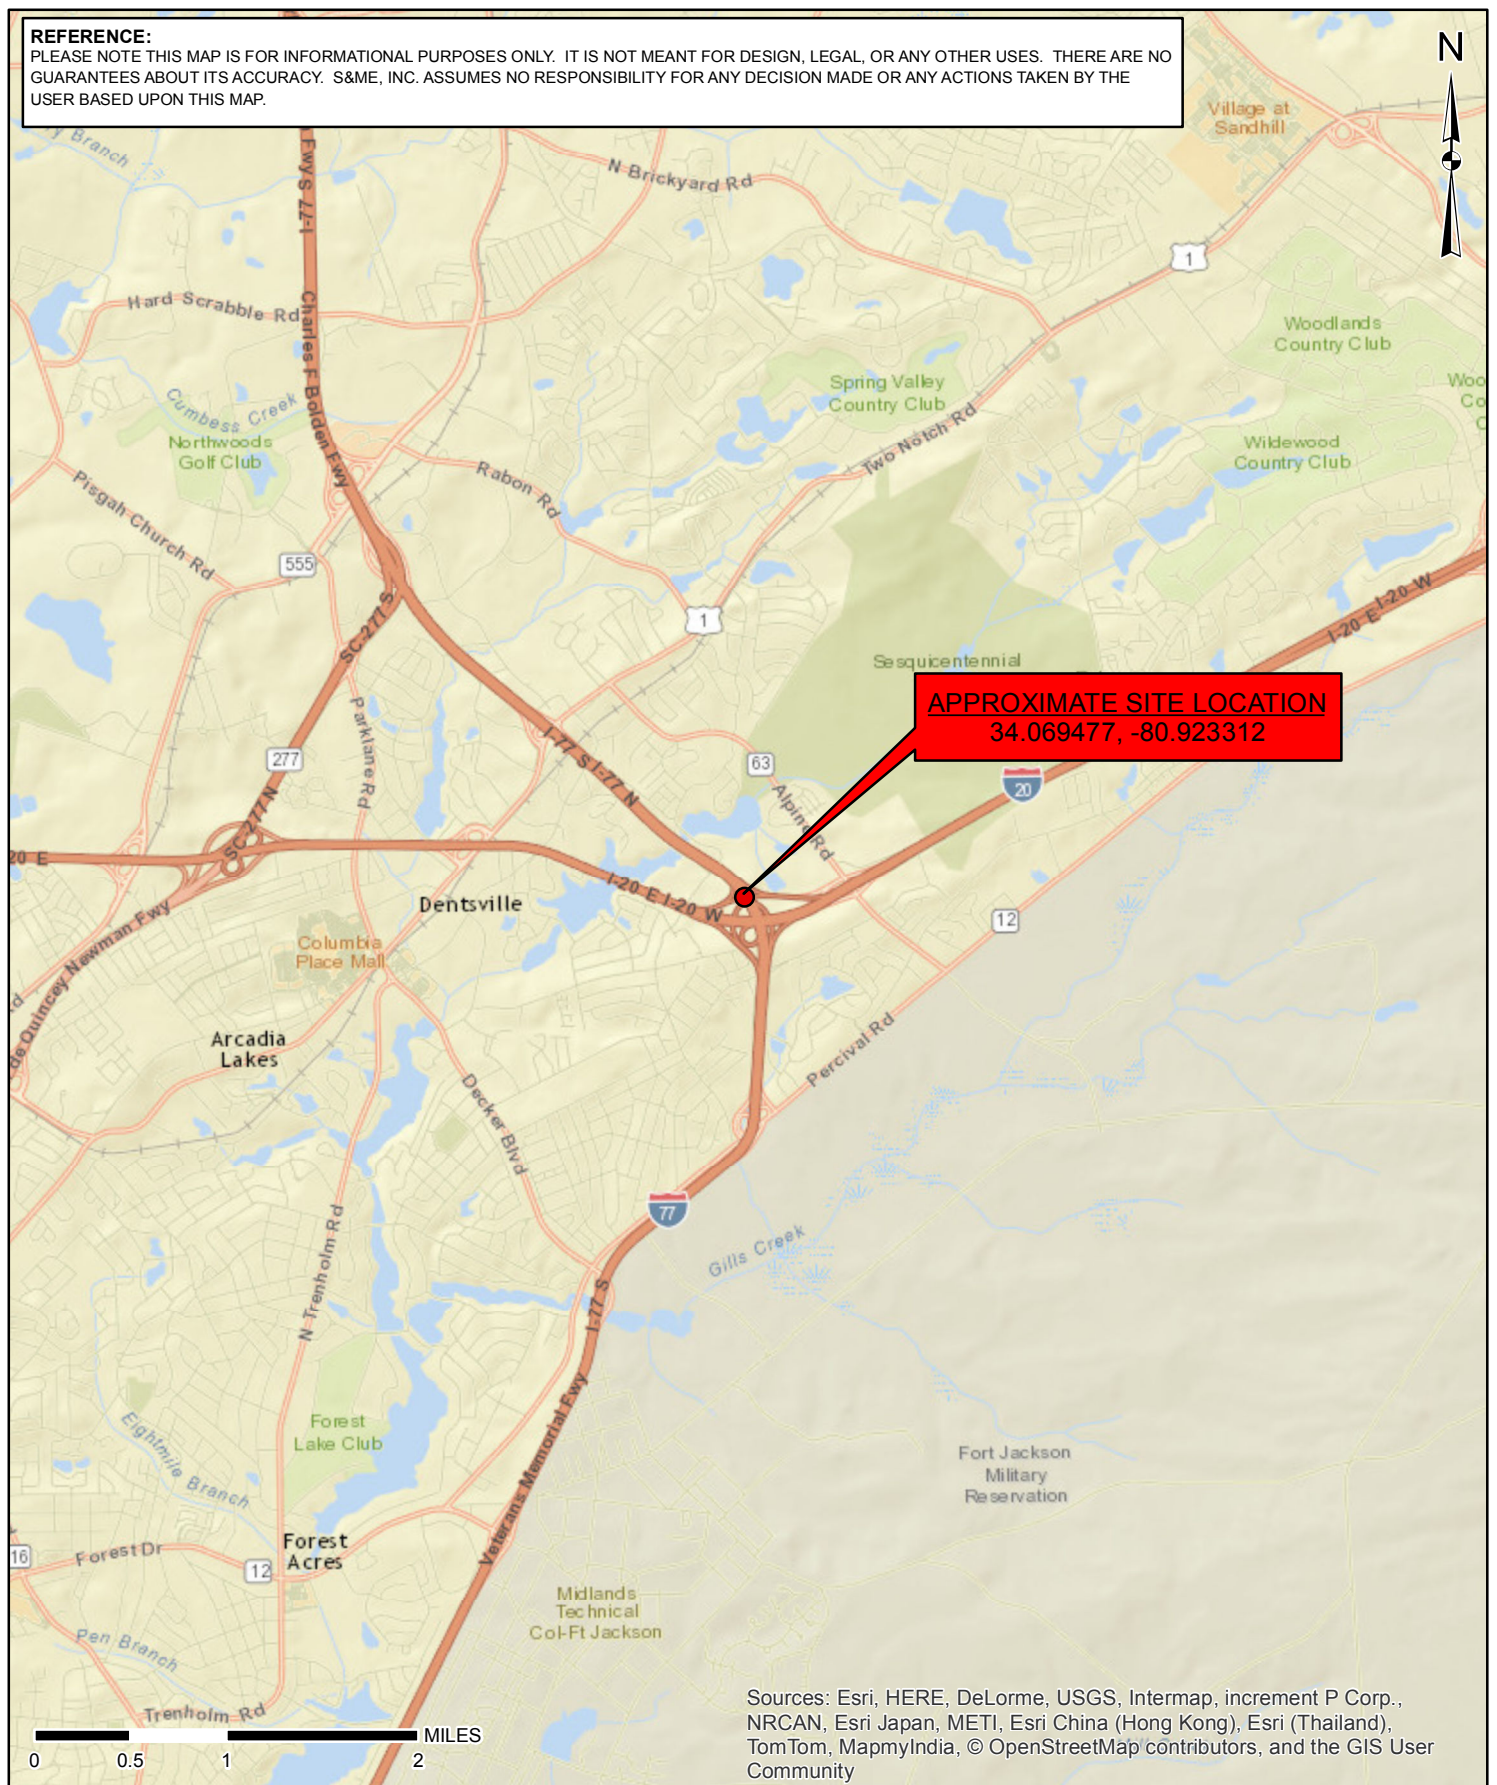 REFERENCE:
PLEASE NOTE THIS MAP IS FOR INFORMATIONAL PURPOSES ONLY.  IT IS NOT MEANT FOR DESIGN, LEGAL, OR ANY OTHER USES.  THERE ARE NO
GUARANTEES ABOUT ITS ACCURACY.  S&ME, INC. ASSUMES NO RESPONSIBILITY FOR ANY DECISION MADE OR ANY ACTIONS TAKEN BY THE
USER BASED UPON THIS MAP.
N
Village at
Sandhill
Branch
Fwy S I-77
N Brickyard Rd
1
Hard Scrabble Rd
Charles F Bolden Fwy
Woodlands
Country Club
Spring Valley
Country Club
Woo
Co
C
Cumbess Creek
Northwoods
Golf Club
Two Notch Rd
Wildewood
Country Club
Rabon Rd
Pisgah Church Rd
555
1
I-20 E I-20 W
SC-277 S
Sesquicentennial
APPROXIMATE SITE LOCATION
34.069477, -80.923312
Parklane Rd
277
I-77 S I-77 N
63
20
Alpine Rd
SC-277 N
20 E
I-20 E I-20 W
Dentsville
12
Columbia
Place Mall
de Quincey Newman Fwy
rd
Arcadia
Lakes
Percival Rd
Decker Blvd
77
N Trenholm Rd
Gills Creek
I-77 S
Veterans Memorial Fwy
Forest
Lake Club
Eightmile Branch
Fort Jackson
Military
Reservation
Forest
Acres
16
Forest Dr
12
Midlands
Technical
Col-Ft Jackson
Pen Branch
Trenholm Rd
MILES
0 0.5 1 2
Sources: Esri, HERE, DeLorme, USGS, Intermap, increment P Corp.,
NRCAN, Esri Japan, METI, Esri China (Hong Kong), Esri (Thailand),
TomTom, MapmyIndia, © OpenStreetMap contributors, and the GIS User
Community